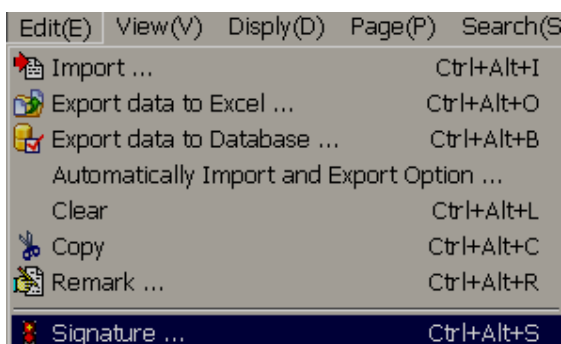 Edit(E) View(V) Disply(D) Page(P) Search(S
Import ... Ctrl+Alt+I
Export data to Excel ... Ctrl+Alt+O
Export data to Database ... Ctrl+Alt+B
Automatically Import and Export Option ...
Clear Ctrl+Alt+L
Copy Ctrl+Alt+C
Remark ... Ctrl+Alt+R
Signature ... Ctrl+Alt+S